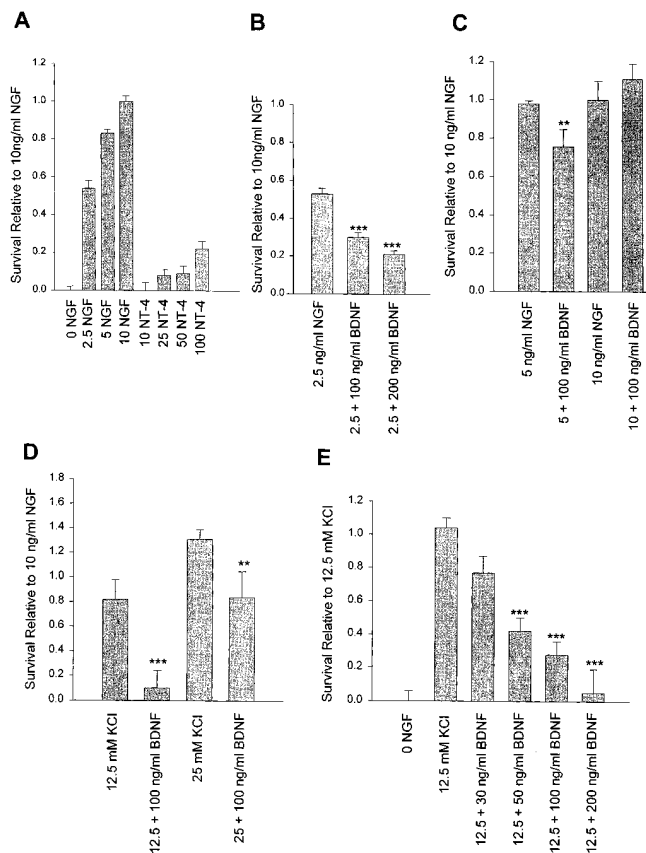 A
Survival Relative to 10ng/ml NGF
1.2
1.0
0.8
0.6
0.4
0.2
0.0
0 NGF
2.5 NGF
5 NGF
10 NGF
10 NT-4
25 NT-4
50 NT-4
100 NT-4
B
Survival Relative to 10ng/ml NGF
1.0
0.8
0.6
0.4
0.2
0.0
***
***
2.5 ng/ml NGF
2.5 + 100 ng/ml BDNF
2.5 + 200 ng/ml BDNF
C
Survival Relative to 10 ng/ml NGF
1.2
1.0
0.8
0.6
0.4
0.2
0.0
**
5 ng/ml NGF
5 + 100 ng/ml BDNF
10 ng/ml NGF
10 + 100 ng/ml BDNF
D
Survival Relative to 10 ng/ml NGF
1.8
1.6
1.4
1.2
1.0
0.8
0.6
0.4
0.2
0.0
***
**
12.5 mM KCl
12.5 + 100 ng/ml BDNF
25 mM KCl
25 + 100 ng/ml BDNF
E
Survival Relative to 12.5 mM KCl
1.2
1.0
0.8
0.6
0.4
0.2
0.0
***
***
***
0 NGF
12.5 mM KCl
12.5 + 30 ng/ml BDNF
12.5 + 50 ng/ml BDNF
12.5 + 100 ng/ml BDNF
12.5 + 200 ng/ml BDNF